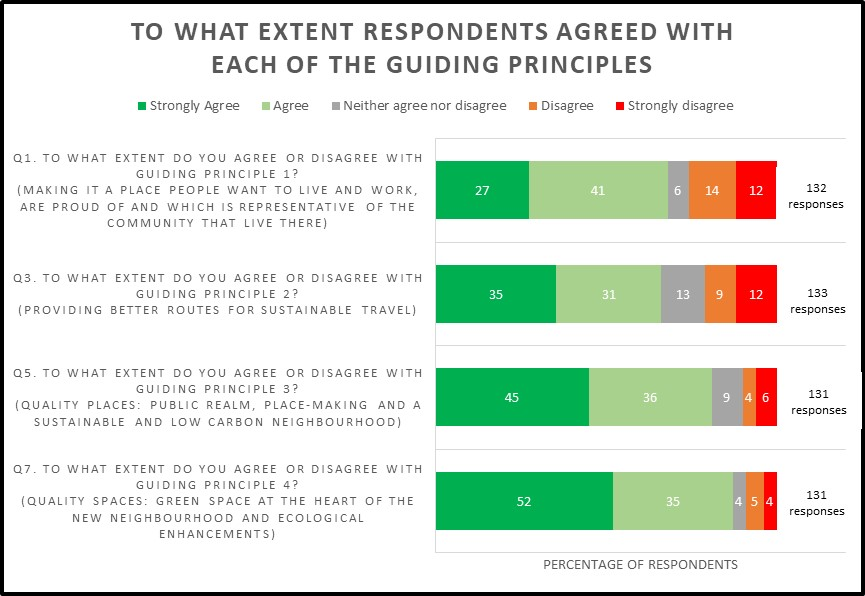 TO WHAT EXTENT RESPONDENTS AGREED WITH
EACH OF THE GUIDING PRINCIPLES
Strongly Agree Agree Neither agree nor disagree Disagree Strongly disagree
Q1. TO WHAT EXTENT DO YOU AGREE OR DISAGREE WITH
GUIDING PRINCIPLE 1?
(MAKING IT A PLACE PEOPLE WANT TO LIVE AND WORK,
ARE PROUD OF AND WHICH IS REPRESENTATIVE OF THE
COMMUNITY THAT LIVE THERE)
27 41 6 14 12
132
responses
Q3. TO WHAT EXTENT DO YOU AGREE OR DISAGREE WITH
GUIDING PRINCIPLE 2?
(PROVIDING BETTER ROUTES FOR SUSTAINABLE TRAVEL)
35 31 13 9 12
133
responses
Q5. TO WHAT EXTENT DO YOU AGREE OR DISAGREE WITH
GUIDING PRINCIPLE 3?
(QUALITY PLACES: PUBLIC REALM, PLACE-MAKING AND A
SUSTAINABLE AND LOW CARBON NEIGHBOURHOOD)
45 36 9 4 6
131
responses
Q7. TO WHAT EXTENT DO YOU AGREE OR DISAGREE WITH
GUIDING PRINCIPLE 4?
(QUALITY SPACES: GREEN SPACE AT THE HEART OF THE
NEW NEIGHBOURHOOD AND ECOLOGICAL
ENHANCEMENTS)
52 35 4 5 4
131
responses
PERCENTAGE OF RESPONDENTS